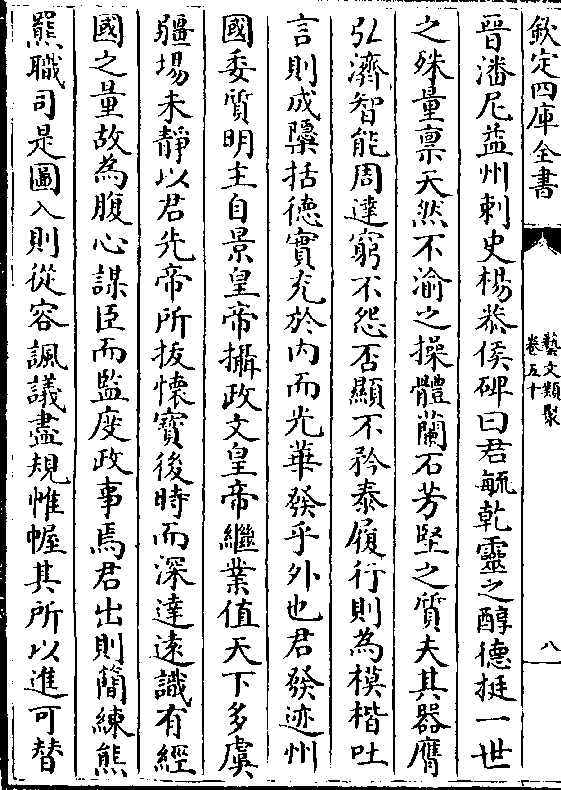 欽定四庫全書
藝文類聚
卷五十
八
晉潘尼益州刺史楊恭侯碑曰君毓乾靈之醇德挺一世
之殊量禀天然不渝之操體蘭石芳堅之質夫其器膺
弘濟智能周達窮不怨否顯不矜泰履行則為模楷吐
言則成檃括德實充於内而光華發乎外也君發迹州
國委質明主自景皇帝攝政文皇帝繼業值天下多虞
疆場未靜以君先帝所拔懷寳後時而深達遠識有經
國之量故為腹心謀臣而監度政事焉君出則簡練熊
羆職司是圖入則從容諷議盡規帷幄其所以進可替